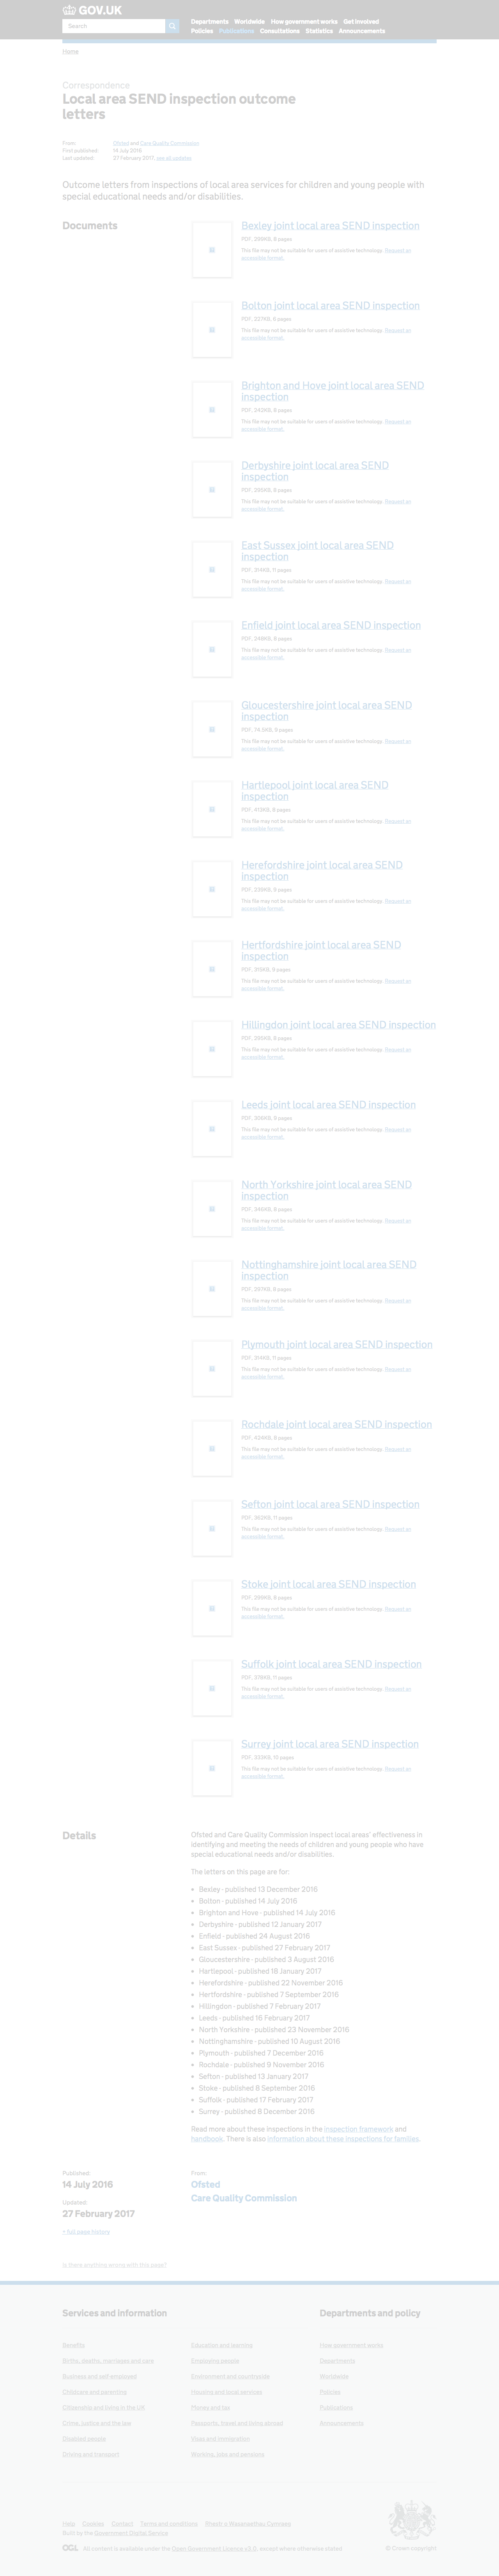 GOV.UK
Search
Departments Worldwide How government works Get involved
Policies Publications Consultations Statistics Announcements
Home
Correspondence
Local area SEND inspection outcome
letters
From: Ofsted and Care Quality Commission
First published: 14 July 2016
Last updated: 27 February 2017, see all updates
Outcome letters from inspections of local area services for children and young people with
special educational needs and/or disabilities.
Documents
Bexley joint local area SEND inspection
PDF, 299KB, 8 pages
This file may not be suitable for users of assistive technology. Request an
accessible format.
Bolton joint local area SEND inspection
PDF, 227KB, 6 pages
This file may not be suitable for users of assistive technology. Request an
accessible format.
Brighton and Hove joint local area SEND
inspection
PDF, 243KB, 8 pages
This file may not be suitable for users of assistive technology. Request an
accessible format.
Derbyshire joint local area SEND
inspection
PDF, 295KB, 8 pages
This file may not be suitable for users of assistive technology. Request an
accessible format.
East Sussex joint local area SEND
inspection
PDF, 314KB, 11 pages
This file may not be suitable for users of assistive technology. Request an
accessible format.
Enfield joint local area SEND inspection
PDF, 246KB, 8 pages
This file may not be suitable for users of assistive technology. Request an
accessible format.
Gloucestershire joint local area SEND
inspection
PDF, 74.5KB, 9 pages
This file may not be suitable for users of assistive technology. Request an
accessible format.
Hartlepool joint local area SEND
inspection
PDF, 413KB, 8 pages
This file may not be suitable for users of assistive technology. Request an
accessible format.
Herefordshire joint local area SEND
inspection
PDF, 239KB, 9 pages
This file may not be suitable for users of assistive technology. Request an
accessible format.
Hertfordshire joint local area SEND
inspection
PDF, 315KB, 9 pages
This file may not be suitable for users of assistive technology. Request an
accessible format.
Hillingdon joint local area SEND inspection
PDF, 295KB, 8 pages
This file may not be suitable for users of assistive technology. Request an
accessible format.
Leeds joint local area SEND inspection
PDF, 306KB, 9 pages
This file may not be suitable for users of assistive technology. Request an
accessible format.
North Yorkshire joint local area SEND
inspection
PDF, 346KB, 8 pages
This file may not be suitable for users of assistive technology. Request an
accessible format.
Nottinghamshire joint local area SEND
inspection
PDF, 297KB, 8 pages
This file may not be suitable for users of assistive technology. Request an
accessible format.
Plymouth joint local area SEND inspection
PDF, 314KB, 11 pages
This file may not be suitable for users of assistive technology. Request an
accessible format.
Rochdale joint local area SEND inspection
PDF, 434KB, 8 pages
This file may not be suitable for users of assistive technology. Request an
accessible format.
Sefton joint local area SEND inspection
PDF, 362KB, 11 pages
This file may not be suitable for users of assistive technology. Request an
accessible format.
Stoke joint local area SEND inspection
PDF, 299KB, 8 pages
This file may not be suitable for users of assistive technology. Request an
accessible format.
Suffolk joint local area SEND inspection
PDF, 378KB, 11 pages
This file may not be suitable for users of assistive technology. Request an
accessible format.
Surrey joint local area SEND inspection
PDF, 333KB, 10 pages
This file may not be suitable for users of assistive technology. Request an
accessible format.
Details
Ofsted and Care Quality Commission inspect local areas' effectiveness in
identifying and meeting the needs of children and young people who have
special educational needs and/or disabilities.
The letters on this page are for:
• Bexley - published 13 December 2016
• Bolton - published 14 July 2016
• Brighton and Hove - published 14 July 2016
• Derbyshire - published 12 January 2017
• Enfield - published 24 August 2016
• East Sussex - published 27 February 2017
• Gloucestershire - published 3 August 2016
• Hartlepool - published 18 January 2017
• Herefordshire - published 22 November 2016
• Hertfordshire - published 7 September 2016
• Hillingdon - published 7 February 2017
• Leeds - published 16 February 2017
• North Yorkshire - published 23 November 2016
• Nottinghamshire - published 10 August 2016
• Plymouth - published 7 December 2016
• Rochdale - published 9 November 2016
• Sefton - published 13 January 2017
• Stoke - published 8 September 2016
• Suffolk - published 17 February 2017
• Surrey - published 8 December 2016
Read more about these inspections in the inspection framework and
handbook. There is also information about these inspections for families.
Published:
14 July 2016
Updated:
27 February 2017
+ full page history
From:
Ofsted
Care Quality Commission
Is there anything wrong with this page?
Services and information
Benefits
Births, deaths, marriages and care
Business and self-employed
Childcare and parenting
Citizenship and living in the UK
Crime, justice and the law
Disabled people
Driving and transport
Education and learning
Employing people
Environment and countryside
Housing and local services
Money and tax
Passports, travel and living abroad
Visas and immigration
Working, jobs and pensions
Departments and policy
How government works
Departments
Worldwide
Policies
Publications
Announcements
Help Cookies Contact Terms and conditions Rhestr o Wasanaethau Cymraeg
Built by the Government Digital Service
OGL All content is available under the Open Government Licence v3.0, except where otherwise stated
© Crown copyright